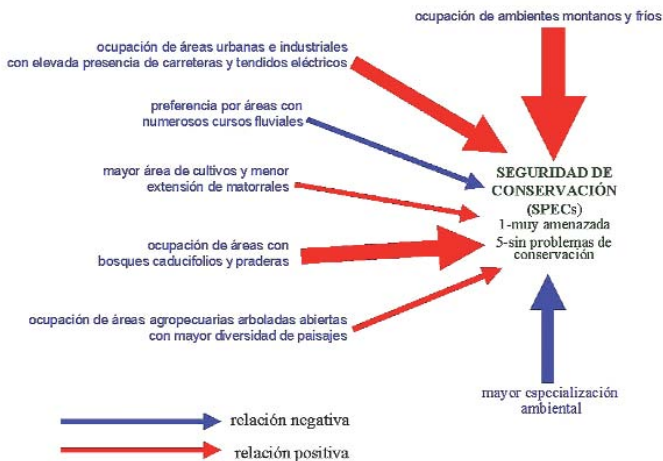 ocupación de ambientes montanos y fríos
ocupación de áreas urbanas e industriales
con elevada presencia de carreteras y tendidos eléctricos
preferencia por áreas con
numerosos cursos fluviales
mayor área de cultivos y menor
extensión de matorrales
ocupación de áreas con
bosques caducifolios y praderas
ocupación de áreas agropecuarias arboladas abiertas
con mayor diversidad de paisajes
SEGURIDAD DE
CONSERVACIÓN
(SPECs)
1-muy amenazada
5-sin problemas de
conservación
mayor especialización
ambiental
relación negativa
relación positiva